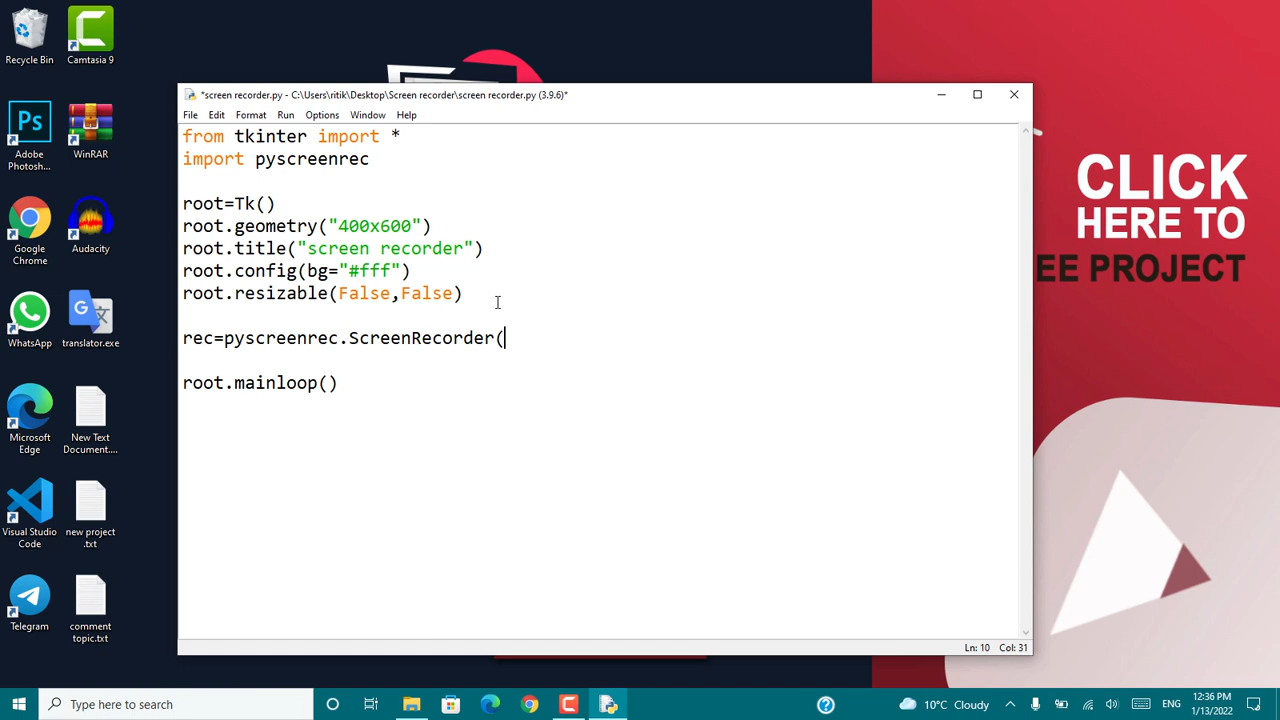 Recycle Bin
Camtasia 9
Adobe Photosh...
WinRAR
Google Chrome
Audacity
WhatsApp
translator.exe
Microsoft Edge
New Text Document....
Visual Studio Code
new project .txt
Telegram
comment topic.txt
*screen recorder.py - C:\Users\ritik\Desktop\Screen recorder\screen recorder.py (3.9.6)*
File Edit Format Run Options Window Help
from tkinter import *
import pyscreenrec
root=Tk()
root.geometry("400x600")
root.title("screen recorder")
root.config(bg="#fff")
root.resizable(False,False)
rec=pyscreenrec.ScreenRecorder(
root.mainloop()
Ln: 10 Col: 31
CLICK
HERE TO
EE PROJECT
Type here to search
10°C Cloudy
ENG
12:36 PM
1/13/2022